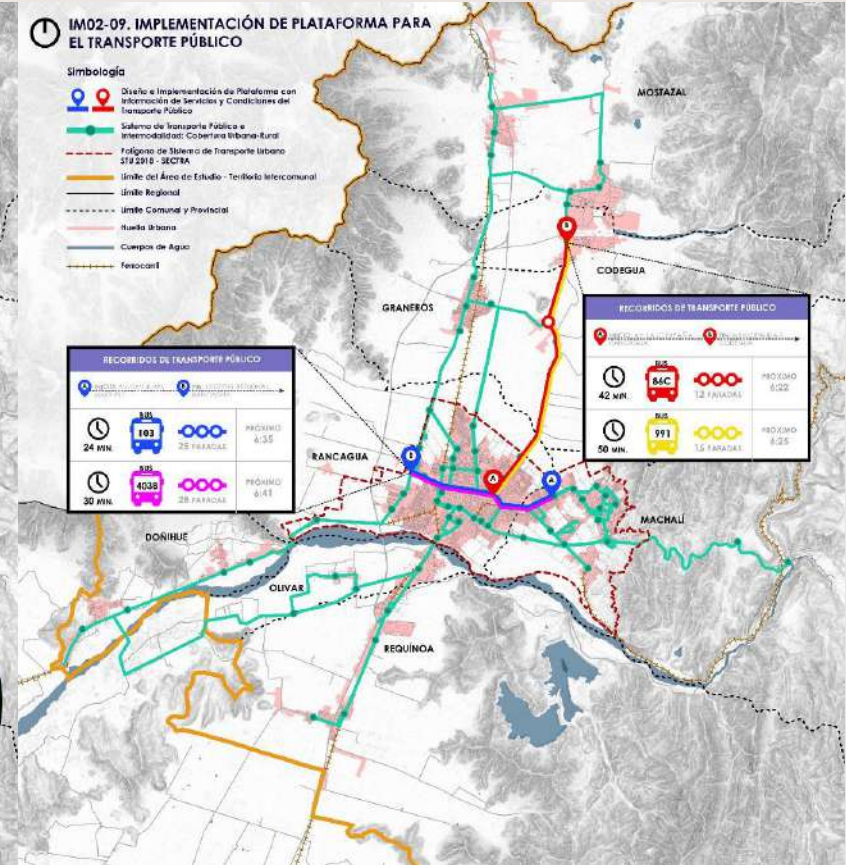 IM02-09. IMPLEMENTACIÓN DE PLATAFORMA PARA
EL TRANSPORTE PÚBLICO
Simbología
Diseño e Implementación de Plataforma con
Información de Servicios y Condiciones del
Transporte Público
Sistema de Transporte Público e
Intermodalidad: Cobertura Urbana-Rural
Polígono de Sistema de Transporte Urbano
STU 2018 - SECTRA
Límite del Área de Estudio - Territorio Intercomunal
Límite Regional
Límite Comunal y Provincial
Huella Urbana
Cuerpos de Agua
Ferrocarril
MOSTAZAL
B
CODEGUA
GRANEROS
RECORRIDOS DE TRANSPORTE PÚBLICO
A
B
42 MIN.
BUS
86C
12 PARADAS
PRÓXIMO
6:22
50 MIN.
BUS
991
15 PARADAS
PRÓXIMO
6:25
RECORRIDOS DE TRANSPORTE PÚBLICO
A
24 MIN.
BUS
103
25 PARADAS
PRÓXIMO
6:35
30 MIN.
BUS
403B
28 PARADAS
PRÓXIMO
6:41
RANCAGUA
B
A
A
MACHALÍ
DOÑIHUE
OLIVAR
REQUÍNOA